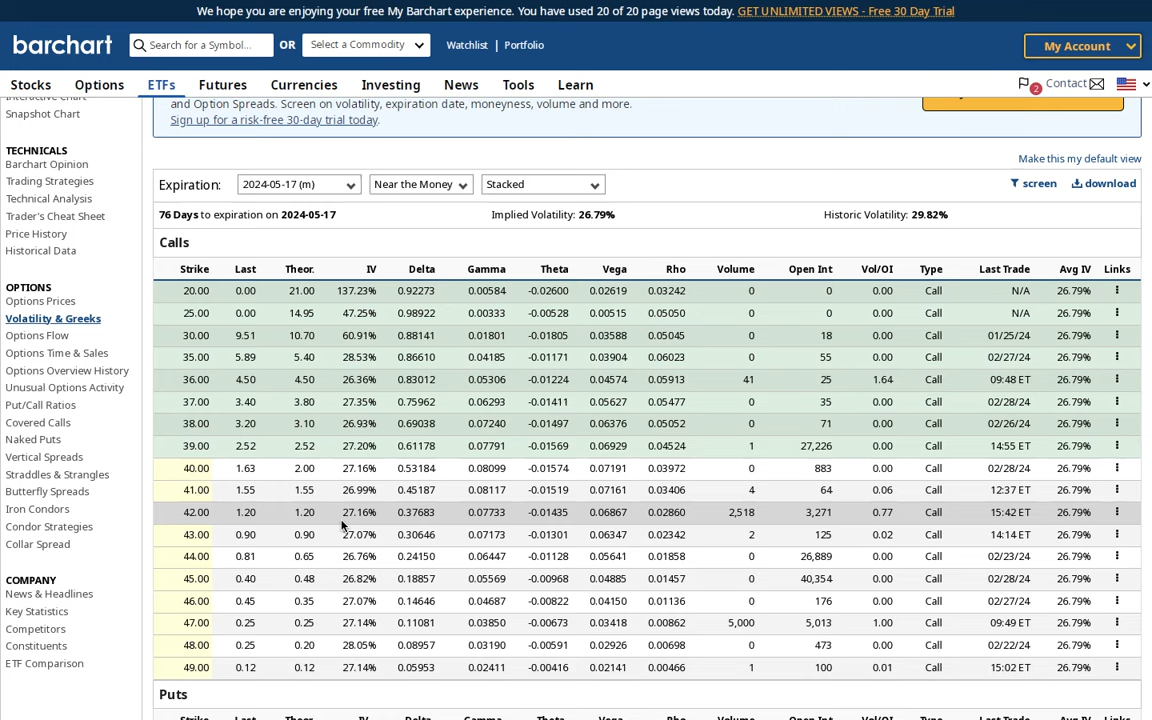 We hope you are enjoying your free My Barchart experience. You have used 20 of 20 page views today. GET UNLIMITED VIEWS - Free 30 Day Trial
barchart Search for a Symbol... OR Select a Commodity Watchlist | Portfolio My Account
Stocks Options ETFs Futures Currencies Investing News Tools Learn 2 Contact
Snapshot Chart
TECHNICALS
Barchart Opinion
Trading Strategies
Technical Analysis
Trader's Cheat Sheet
Price History
Historical Data
OPTIONS
Options Prices
Volatility & Greeks
Options Flow
Options Time & Sales
Options Overview History
Unusual Options Activity
Put/Call Ratios
Covered Calls
Naked Puts
Vertical Spreads
Straddles & Strangles
Butterfly Spreads
Iron Condors
Condor Strategies
Collar Spread
COMPANY
News & Headlines
Key Statistics
Competitors
Constituents
ETF Comparison
and Option Spreads. Screen on volatility, expiration date, moneyness, volume and more.
Sign up for a risk-free 30-day trial today.
Make this my default view
Expiration: 2024-05-17 (m) Near the Money Stacked screen download
76 Days to expiration on 2024-05-17 Implied Volatility: 26.79% Historic Volatility: 29.82%
Calls
Strike Last Theor. IV Delta Gamma Theta Vega Rho Volume Open Int Vol/OI Type Last Trade Avg IV Links
20.00 0.00 21.00 137.23% 0.92273 0.00584 -0.02600 0.02619 0.03242 0 0 0.00 Call N/A 26.79%
25.00 0.00 14.95 47.25% 0.98922 0.00333 -0.00528 0.00515 0.05050 0 0 0.00 Call N/A 26.79%
30.00 9.51 10.70 60.91% 0.88141 0.01801 -0.01805 0.03588 0.05045 0 18 0.00 Call 01/25/24 26.79%
35.00 5.89 5.40 28.53% 0.86610 0.04185 -0.01171 0.03904 0.06023 0 55 0.00 Call 02/27/24 26.79%
36.00 4.50 4.50 26.36% 0.83012 0.05306 -0.01224 0.04574 0.05913 41 25 1.64 Call 09:48 ET 26.79%
37.00 3.40 3.80 27.35% 0.75962 0.06293 -0.01411 0.05627 0.05477 0 35 0.00 Call 02/28/24 26.79%
38.00 3.20 3.10 26.93% 0.69038 0.07240 -0.01497 0.06376 0.05052 0 71 0.00 Call 02/26/24 26.79%
39.00 2.52 2.52 27.20% 0.61178 0.07791 -0.01569 0.06929 0.04524 1 27,226 0.00 Call 14:55 ET 26.79%
40.00 1.63 2.00 27.16% 0.53184 0.08099 -0.01574 0.07191 0.03972 0 883 0.00 Call 02/28/24 26.79%
41.00 1.55 1.55 26.99% 0.45187 0.08117 -0.01519 0.07161 0.03406 4 64 0.06 Call 12:37 ET 26.79%
42.00 1.20 1.20 27.16% 0.37683 0.07733 -0.01435 0.06867 0.02860 2,518 3,271 0.77 Call 15:42 ET 26.79%
43.00 0.90 0.90 27.07% 0.30646 0.07173 -0.01301 0.06347 0.02342 2 125 0.02 Call 14:14 ET 26.79%
44.00 0.81 0.65 26.76% 0.24150 0.06447 -0.01128 0.05641 0.01858 0 26,889 0.00 Call 02/23/24 26.79%
45.00 0.40 0.48 26.82% 0.18857 0.05569 -0.00968 0.04885 0.01457 0 40,354 0.00 Call 02/28/24 26.79%
46.00 0.45 0.35 27.07% 0.14646 0.04687 -0.00822 0.04150 0.01136 0 176 0.00 Call 02/27/24 26.79%
47.00 0.25 0.25 27.14% 0.11081 0.03850 -0.00673 0.03418 0.00862 5,000 5,013 1.00 Call 09:49 ET 26.79%
48.00 0.25 0.20 28.05% 0.08957 0.03190 -0.00591 0.02926 0.00698 0 473 0.00 Call 02/22/24 26.79%
49.00 0.12 0.12 27.14% 0.05953 0.02411 -0.00416 0.02141 0.00466 1 100 0.01 Call 15:02 ET 26.79%
Puts
Strike Last Theor. IV Delta Gamma Theta Vega Rho Volume Open Int Vol/OI Type Last Trade Avg IV Links